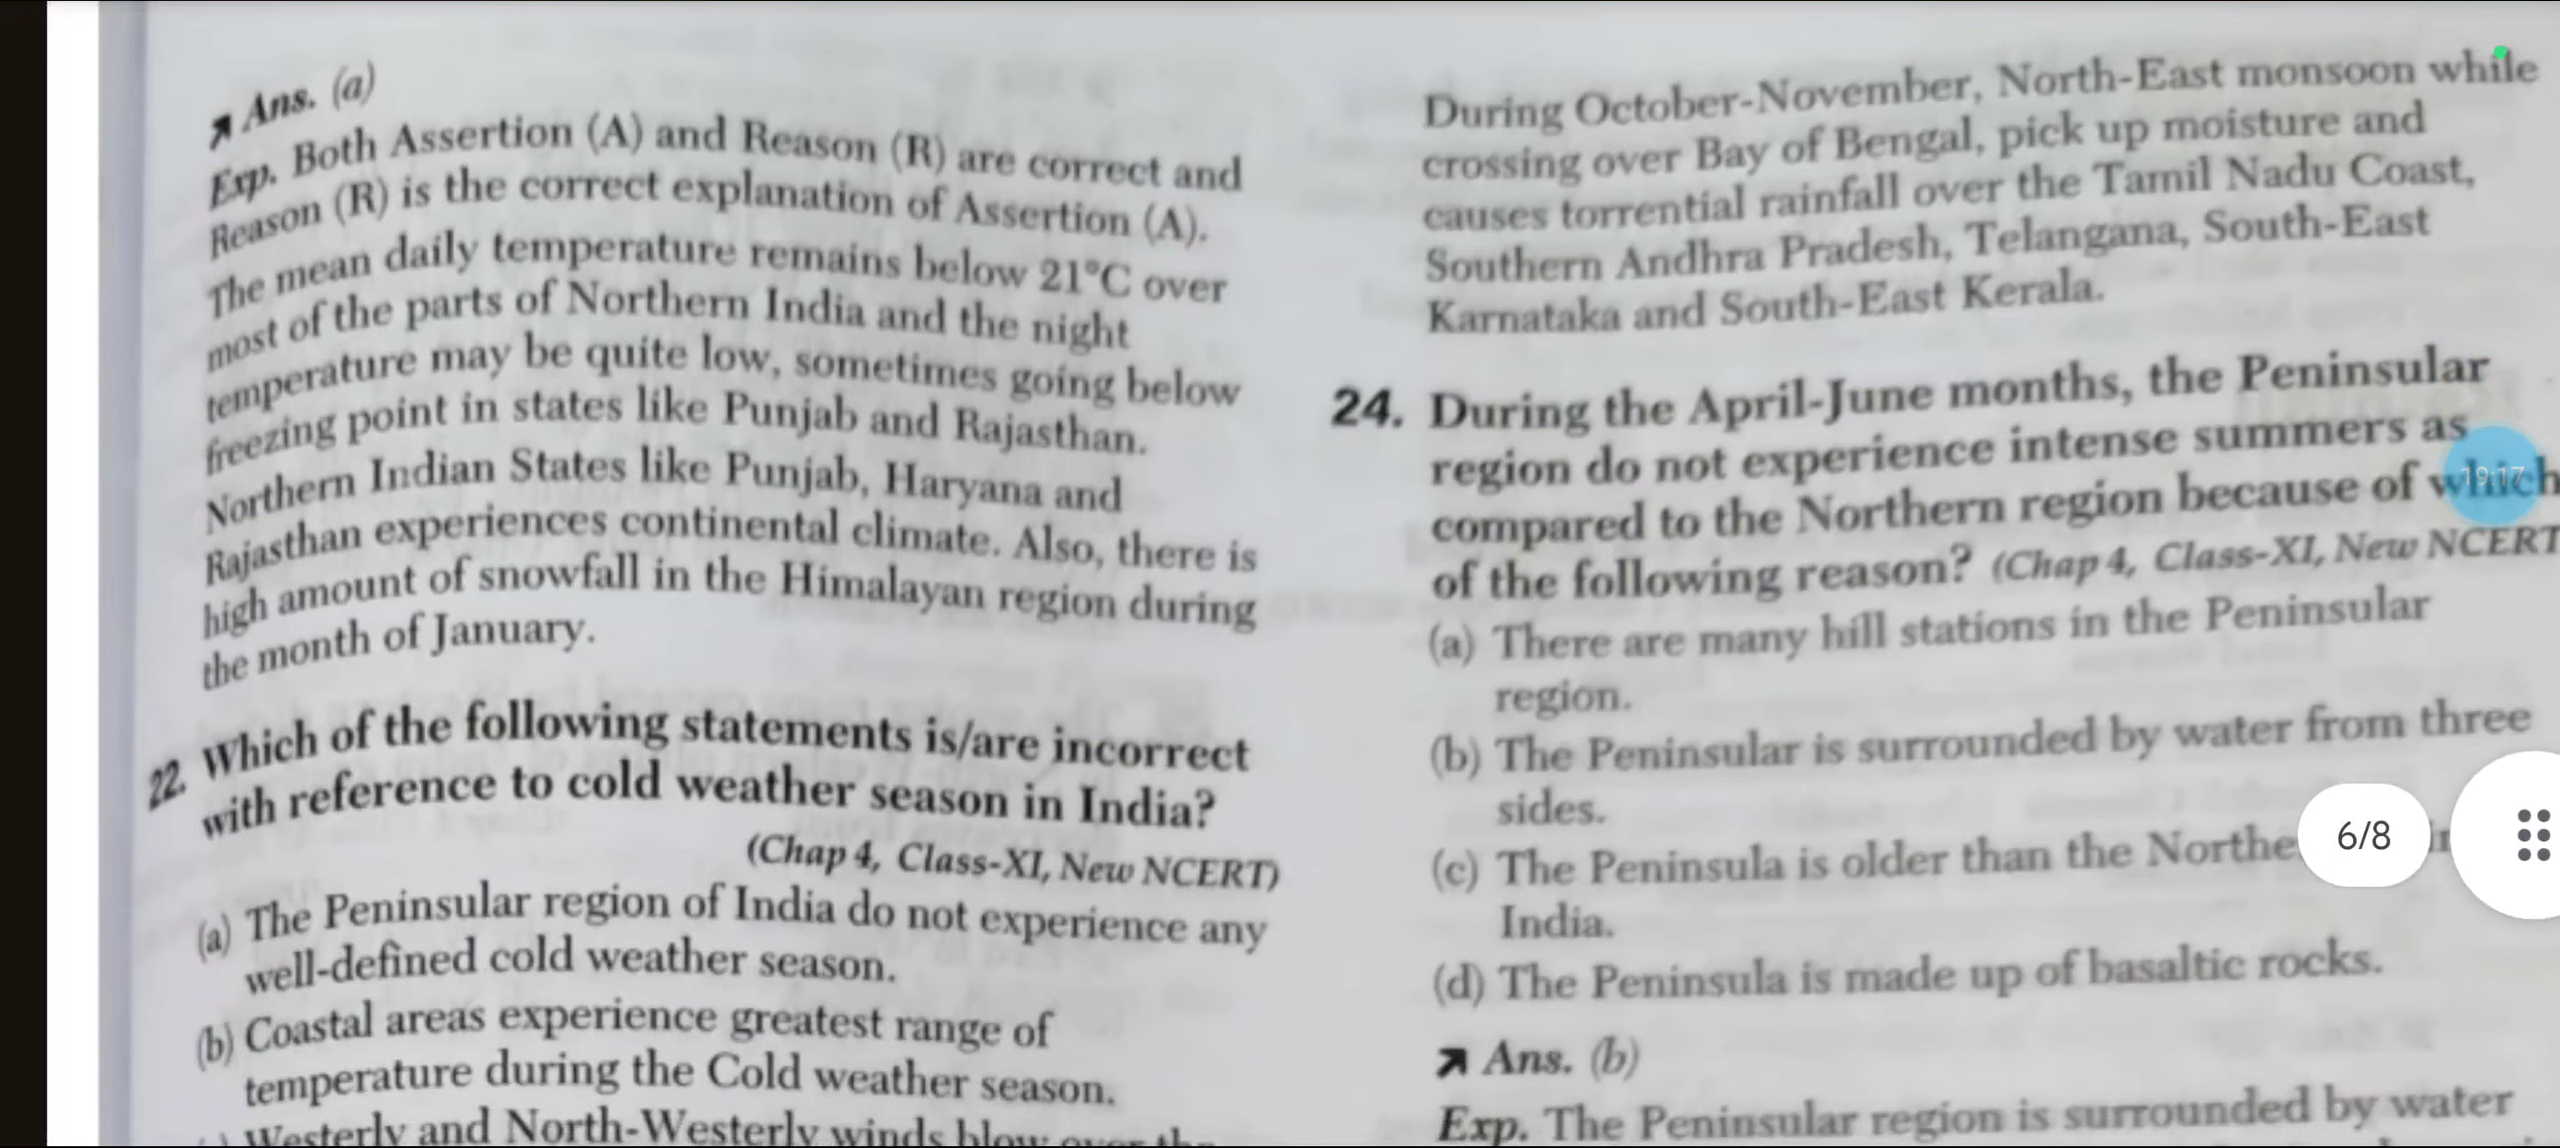 Ans. (a)
Exp. Both Assertion (A) and Reason (R) are correct and
Reason (R) is the correct explanation of Assertion (A).
The mean daily temperature remains below 21°C over
most of the parts of Northern India and the night
temperature may be quite low, sometimes going below
freezing point in states like Punjab and Rajasthan.
Northern Indian States like Punjab, Haryana and
Rajasthan experiences continental climate. Also, there is
high amount of snowfall in the Himalayan region during
the month of January.
22. Which of the following statements is/are incorrect
with reference to cold weather season in India?
(Chap 4, Class-XI, New NCERT)
(a) The Peninsular region of India do not experience any
well-defined cold weather season.
(b) Coastal areas experience greatest range of
temperature during the Cold weather season.
Westerly and North-Westerly winds blow over the
During October-November, North-East monsoon while
crossing over Bay of Bengal, pick up moisture and
causes torrential rainfall over the Tamil Nadu Coast,
Southern Andhra Pradesh, Telangana, South-East
Karnataka and South-East Kerala.
24. During the April-June months, the Peninsular
region do not experience intense summers as
compared to the Northern region because of which
of the following reason? (Chap 4, Class-XI, New NCERT
(a) There are many hill stations in the Peninsular
region.
(b) The Peninsular is surrounded by water from three
sides.
(c) The Peninsula is older than the Northe
India.
(d) The Peninsula is made up of basaltic rocks.
Ans. (b)
Exp. The Peninsular region is surrounded by water
19:17
6/8